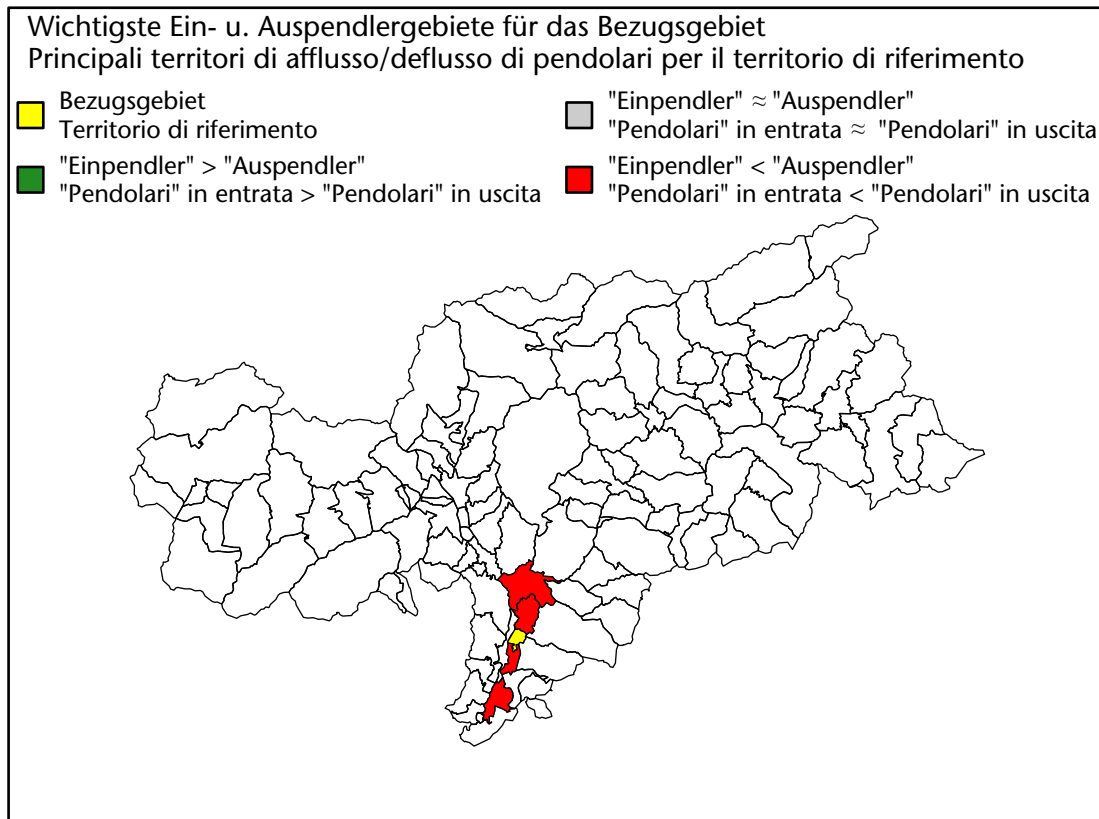 Wichtigste Ein- u. Auspendlergebiete für das Bezugsgebiet
Principali territori di afflusso/deflusso di pendolari per il territorio di riferimento
Bezugsgebiet
Territorio di riferimento
"Einpendler" > "Auspendler"
"Pendolari" in entrata > "Pendolari" in uscita
"Einpendler" ≈ "Auspendler"
"Pendolari" in entrata ≈ "Pendolari" in uscita
"Einpendler" < "Auspendler"
"Pendolari" in entrata < "Pendolari" in uscita